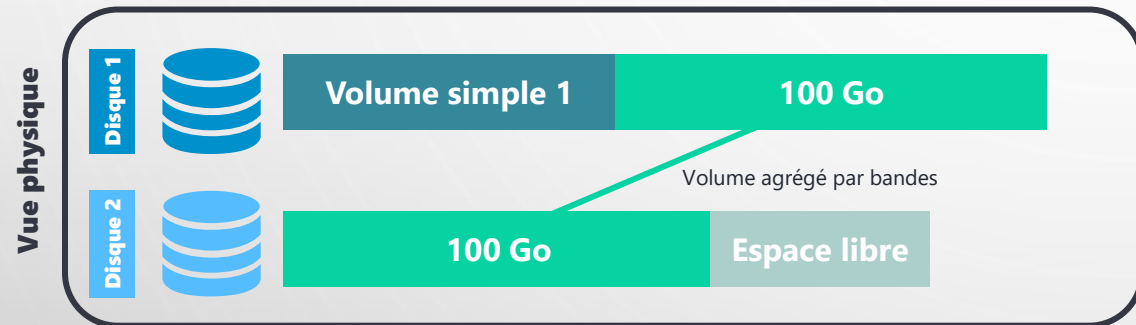 Vue physique
Disque 1
Volume simple 1
100 Go
Volume agrégé par bandes
Disque 2
100 Go
Espace libre